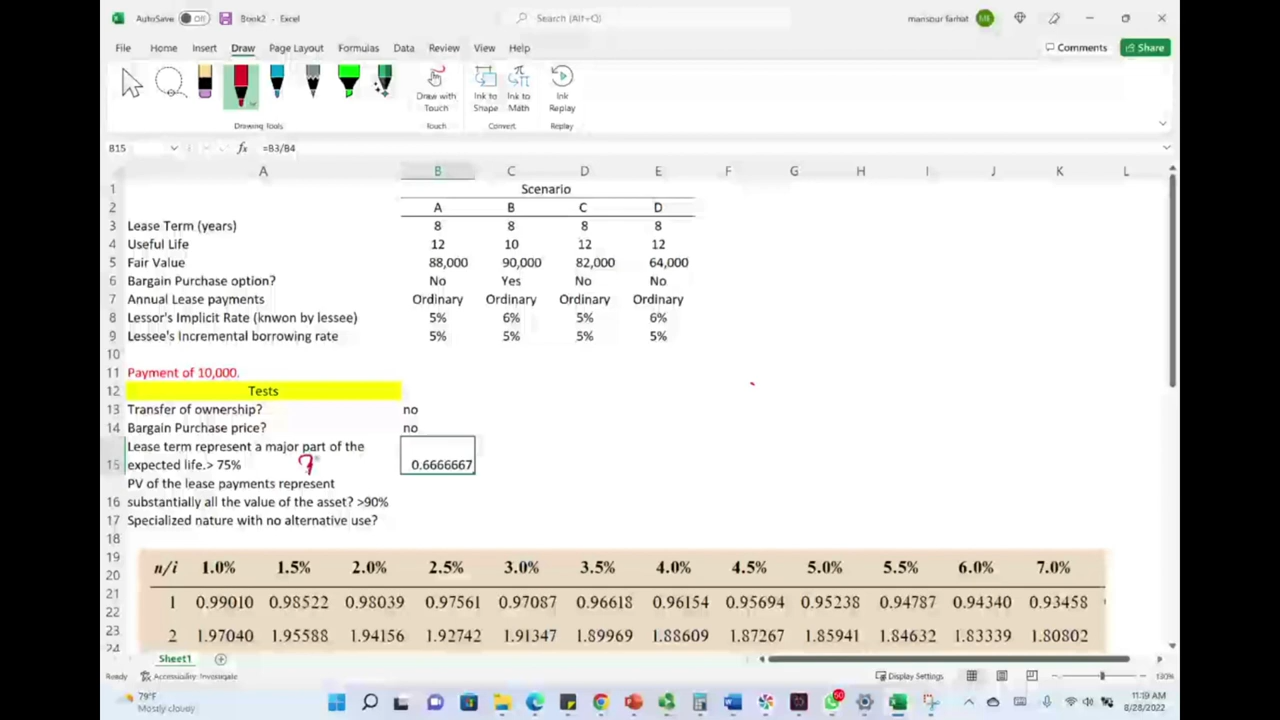 AutoSave Off Book2 - Excel Search (Alt+Q) mansour farhat MF
File Home Insert Draw Page Layout Formulas Data Review View Help Comments Share
Draw with Touch Ink to Shape Ink to Math Ink Replay
Drawing Tools Touch Convert Replay
B15 fx =B3/B4
A B C D E F G H I J K L
1 Scenario
2 A B C D
3 Lease Term (years) 8 8 8 8
4 Useful Life 12 10 12 12
5 Fair Value 88,000 90,000 82,000 64,000
6 Bargain Purchase option? No Yes No No
7 Annual Lease payments Ordinary Ordinary Ordinary Ordinary
8 Lessor's Implicit Rate (knwon by lessee) 5% 6% 5% 6%
9 Lessee's Incremental borrowing rate 5% 5% 5% 5%
10
11 Payment of 10,000.
12 Tests
13 Transfer of ownership? no
14 Bargain Purchase price? no
Lease term represent a major part of the
15 expected life.> 75% 0.6666667
PV of the lease payments represent
16 substantially all the value of the asset? >90%
17 Specialized nature with no alternative use?
18
19
20 n/i 1.0% 1.5% 2.0% 2.5% 3.0% 3.5% 4.0% 4.5% 5.0% 5.5% 6.0% 7.0%
21
22 1 0.99010 0.98522 0.98039 0.97561 0.97087 0.96618 0.96154 0.95694 0.95238 0.94787 0.94340 0.93458
23 2 1.97040 1.95588 1.94156 1.92742 1.91347 1.89969 1.88609 1.87267 1.85941 1.84632 1.83339 1.80802
24
Sheet1
Ready Accessibility: Investigate Display Settings
79°F
Mostly cloudy
11:19 AM
8/28/2022